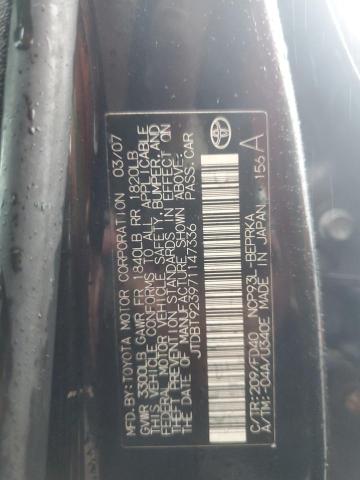 MFD.BY:TOYOTA MOTOR CORPORATION 03/07
GVWR 3300LB GAWR FR 1840LB RR 1820LB
THIS VEHICLE CONFORMS TO ALL APPLICABLE
FEDERAL MOTOR VEHICLE SAFETY, BUMPER, AND
THEFT PREVENTION STANDARDS IN EFFECT ON
THE DATE OF MANUFACTURE SHOWN ABOVE.
JTDBT923971147336 PASS.CAR
C/TR: 209/FD40 NCP93L -BEPRKA
A/TM: -04A/U340E MADE IN JAPAN
156 A